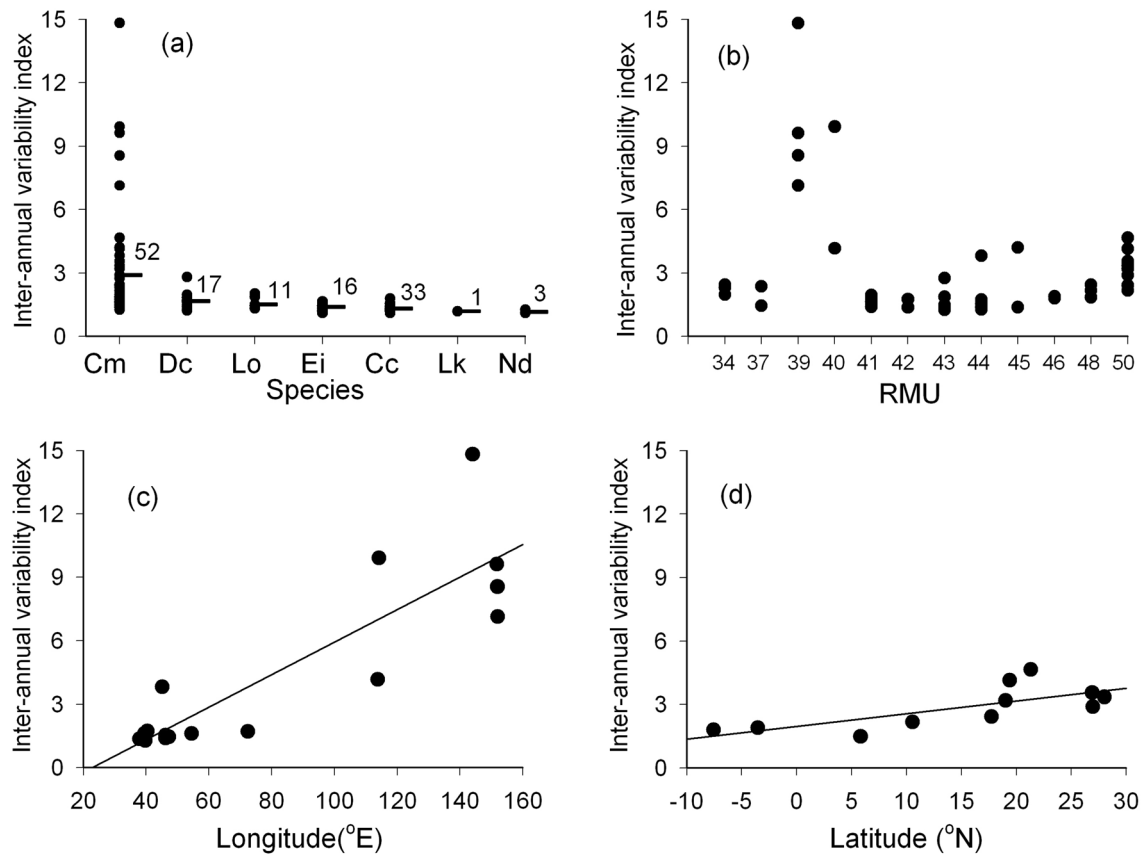 15
12
9
6
3
0
Inter-annual variability index
(a)
52
17
11
16
33
1
3
Cm Dc Lo Ei Cc Lk Nd
Species
15
12
9
6
3
0
Inter-annual variability index
(b)
34 37 39 40 41 42 43 44 45 46 48 50
RMU
15
12
9
6
3
0
Inter-annual variability index
(c)
20 40 60 80 100 120 140 160
Longitude(°E)
15
12
9
6
3
0
Inter-annual variability index
(d)
-10 -5 0 5 10 15 20 25 30
Latitude (°N)